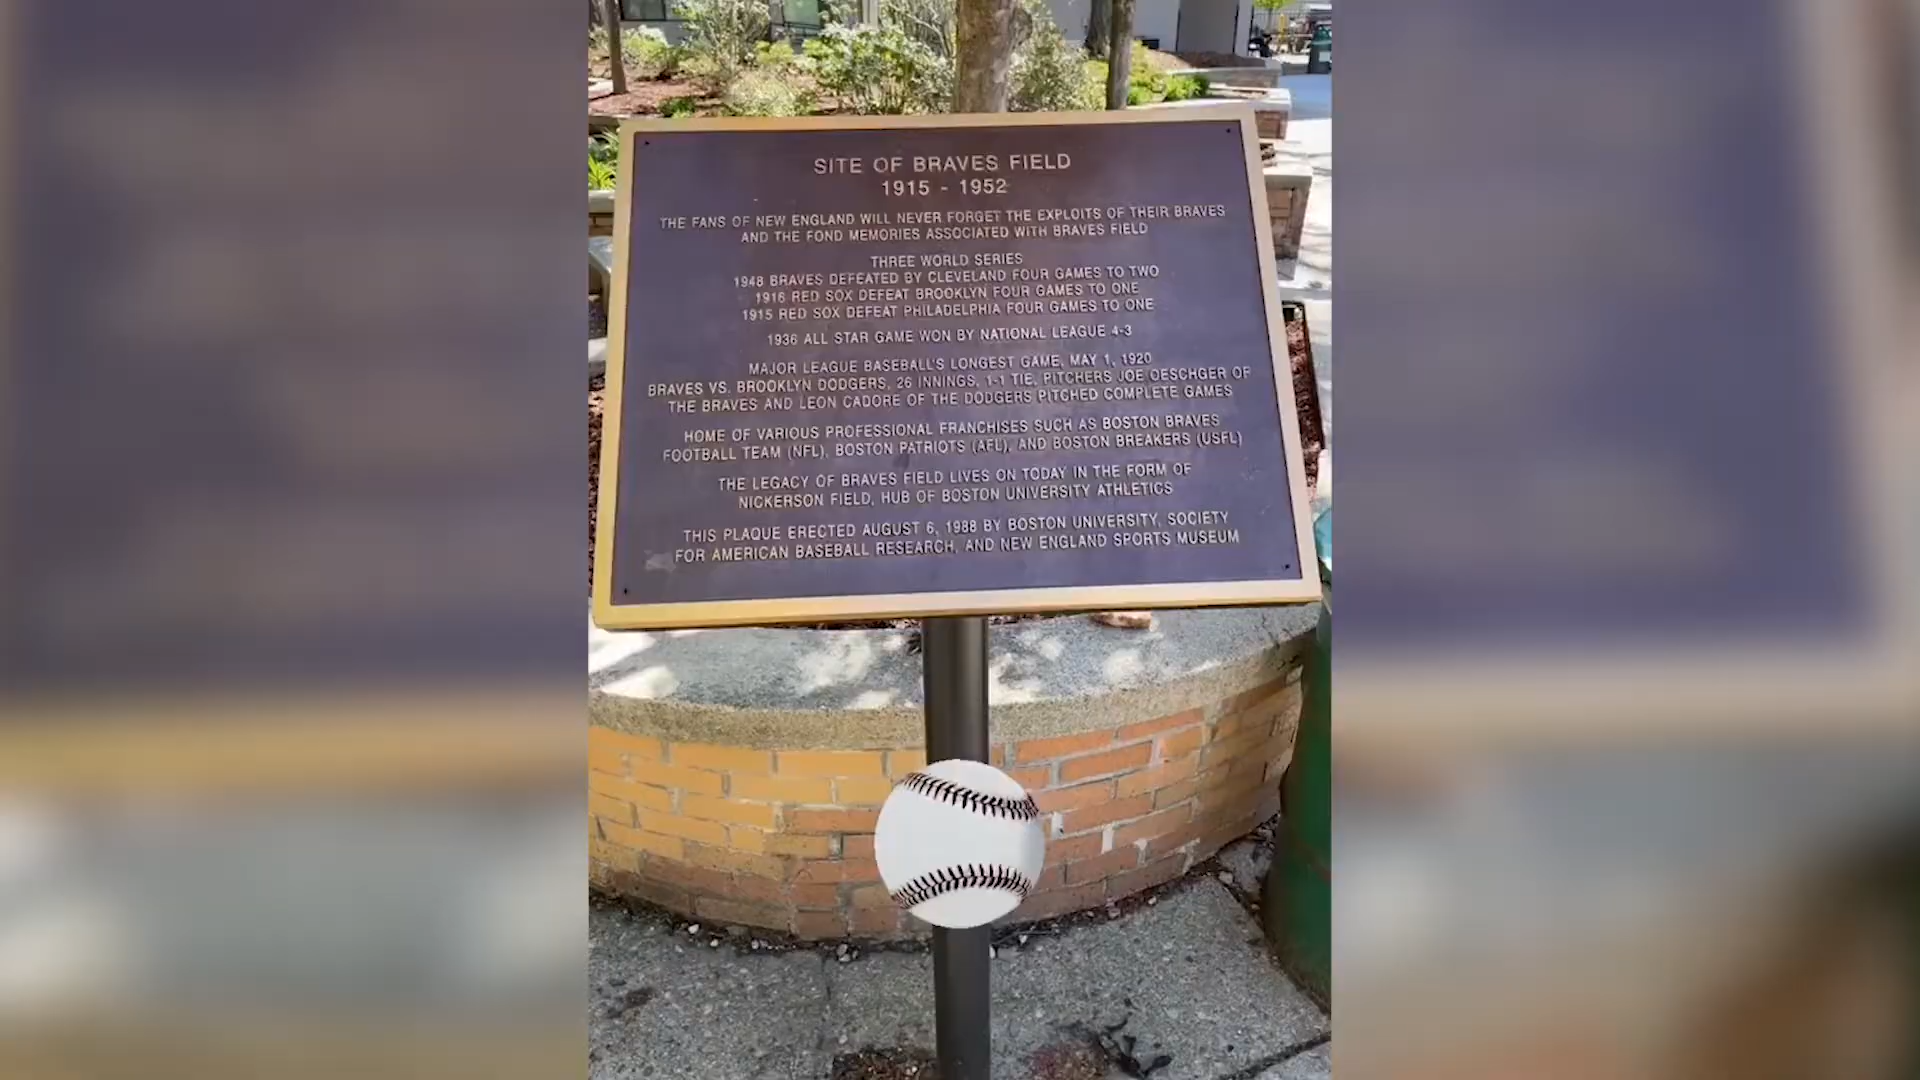 SITE OF BRAVES FIELD
1915 - 1952
THE FANS OF NEW ENGLAND WILL NEVER FORGET THE EXPLOITS OF THEIR BRAVES
AND THE FOND MEMORIES ASSOCIATED WITH BRAVES FIELD
THREE WORLD SERIES
1948 BRAVES DEFEATED BY CLEVELAND FOUR GAMES TO TWO
1916 RED SOX DEFEAT BROOKLYN FOUR GAMES TO ONE
1915 RED SOX DEFEAT PHILADELPHIA FOUR GAMES TO ONE
1936 ALL STAR GAME WON BY NATIONAL LEAGUE 4-3
MAJOR LEAGUE BASEBALL'S LONGEST GAME, MAY 1, 1920
BRAVES VS. BROOKLYN DODGERS, 26 INNINGS, 1-1 TIE, PITCHERS JOE OESCHGER OF
THE BRAVES AND LEON CADORE OF THE DODGERS PITCHED COMPLETE GAMES
HOME OF VARIOUS PROFESSIONAL FRANCHISES SUCH AS BOSTON BRAVES
FOOTBALL TEAM (NFL), BOSTON PATRIOTS (AFL), AND BOSTON BREAKERS (USFL)
THE LEGACY OF BRAVES FIELD LIVES ON TODAY IN THE FORM OF
NICKERSON FIELD, HUB OF BOSTON UNIVERSITY ATHLETICS
THIS PLAQUE ERECTED AUGUST 6, 1988 BY BOSTON UNIVERSITY, SOCIETY
FOR AMERICAN BASEBALL RESEARCH, AND NEW ENGLAND SPORTS MUSEUM